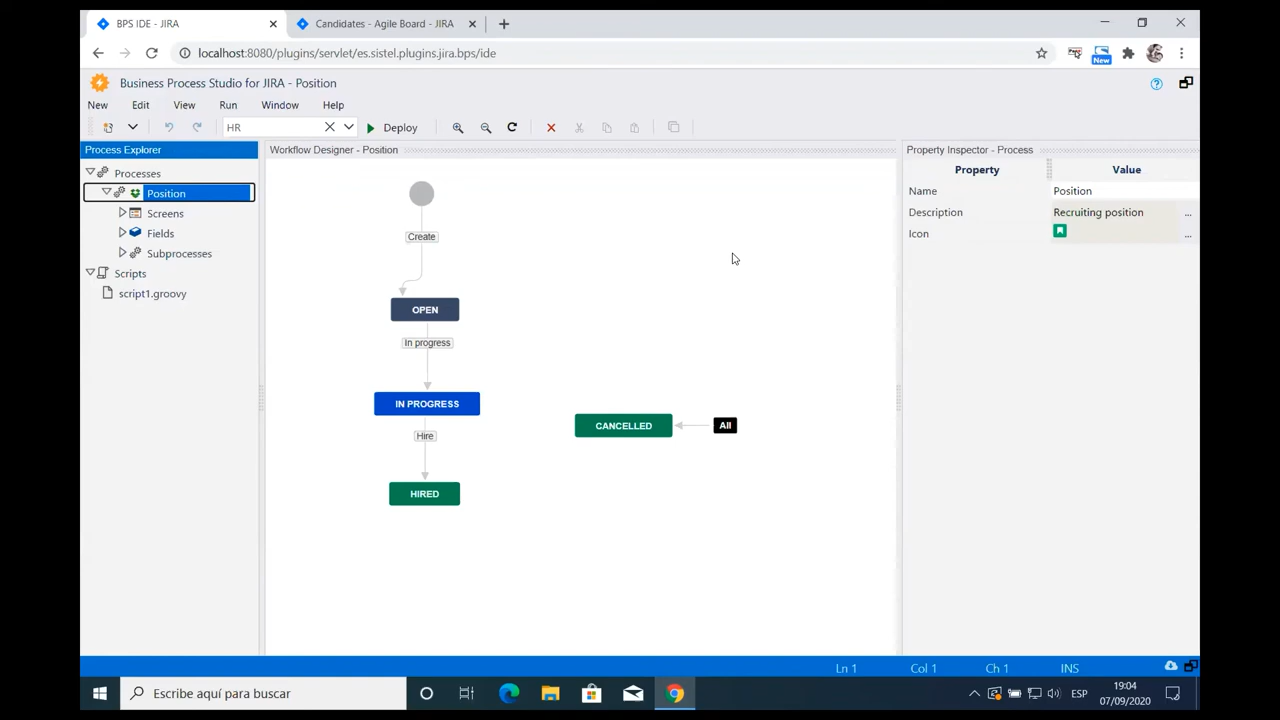 BPS IDE - JIRA
Candidates - Agile Board - JIRA
localhost:8080/plugins/servlet/es.sistel.plugins.jira.bps/ide
New
Business Process Studio for JIRA - Position
New Edit View Run Window Help
HR
Deploy
Process Explorer
Processes
Position
Screens
Fields
Subprocesses
Scripts
script1.groovy
Workflow Designer - Position
Create
OPEN
In progress
IN PROGRESS
Hire
HIRED
CANCELLED
All
Property Inspector - Process
Property Value
Name Position
Description Recruiting position ...
Icon ...
Ln 1 Col 1 Ch 1 INS
Escribe aquí para buscar
ESP
19:04
07/09/2020